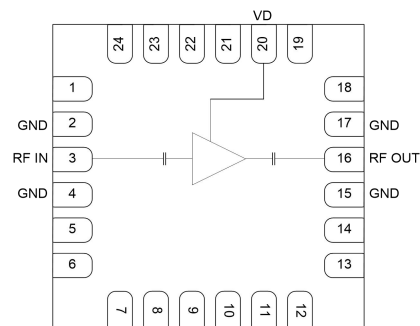 VD
24 23 22 21 20 19
1 18
GND 2 17 GND
RF IN 3 16 RF OUT
GND 4 15 GND
5 14
6 13
7 8 9 10 11 12